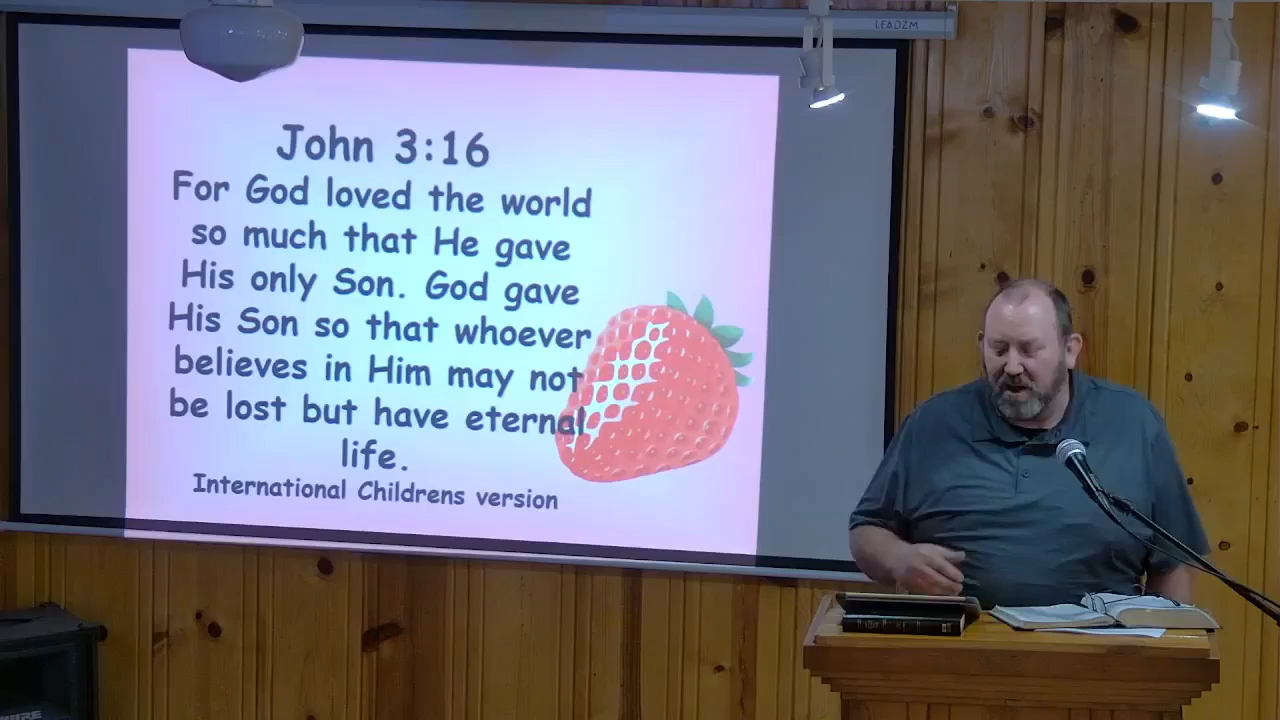 LEADZM
John 3:16
For God loved the world
so much that He gave
His only Son. God gave
His Son so that whoever
believes in Him may not
be lost but have eternal
life.
International Childrens version